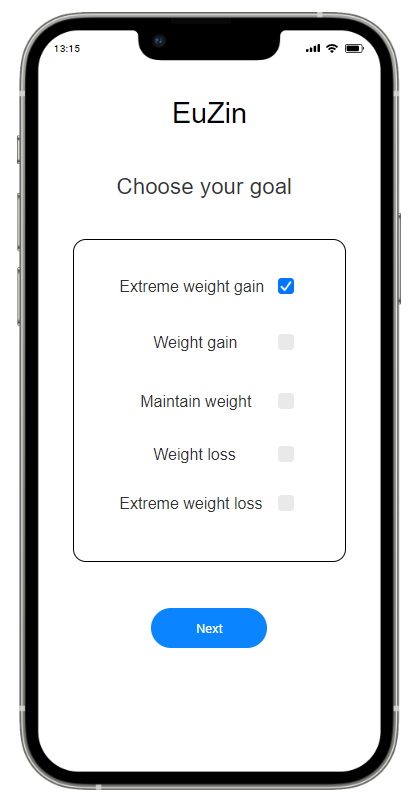 13:15
EuZin
Choose your goal
Extreme weight gain
Weight gain
Maintain weight
Weight loss
Extreme weight loss
Next